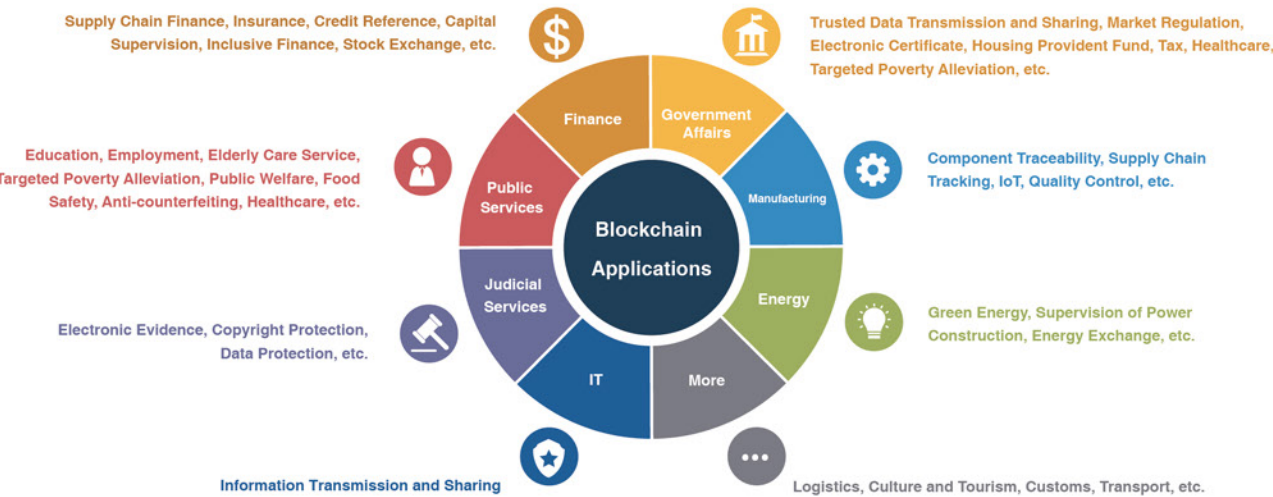 Supply Chain Finance, Insurance, Credit Reference, Capital
Supervision, Inclusive Finance, Stock Exchange, etc.
$
Trusted Data Transmission and Sharing, Market Regulation,
Electronic Certificate, Housing Provident Fund, Tax, Healthcare,
Targeted Poverty Alleviation, etc.
Finance
Government
Affairs
Education, Employment, Elderly Care Service,
Targeted Poverty Alleviation, Public Welfare, Food
Safety, Anti-counterfeiting, Healthcare, etc.
Public
Services
Manufacturing
Component Traceability, Supply Chain
Tracking, IoT, Quality Control, etc.
Blockchain
Applications
Electronic Evidence, Copyright Protection,
Data Protection, etc.
Judicial
Services
Energy
Green Energy, Supervision of Power
Construction, Energy Exchange, etc.
IT
More
Information Transmission and Sharing
Logistics, Culture and Tourism, Customs, Transport, etc.